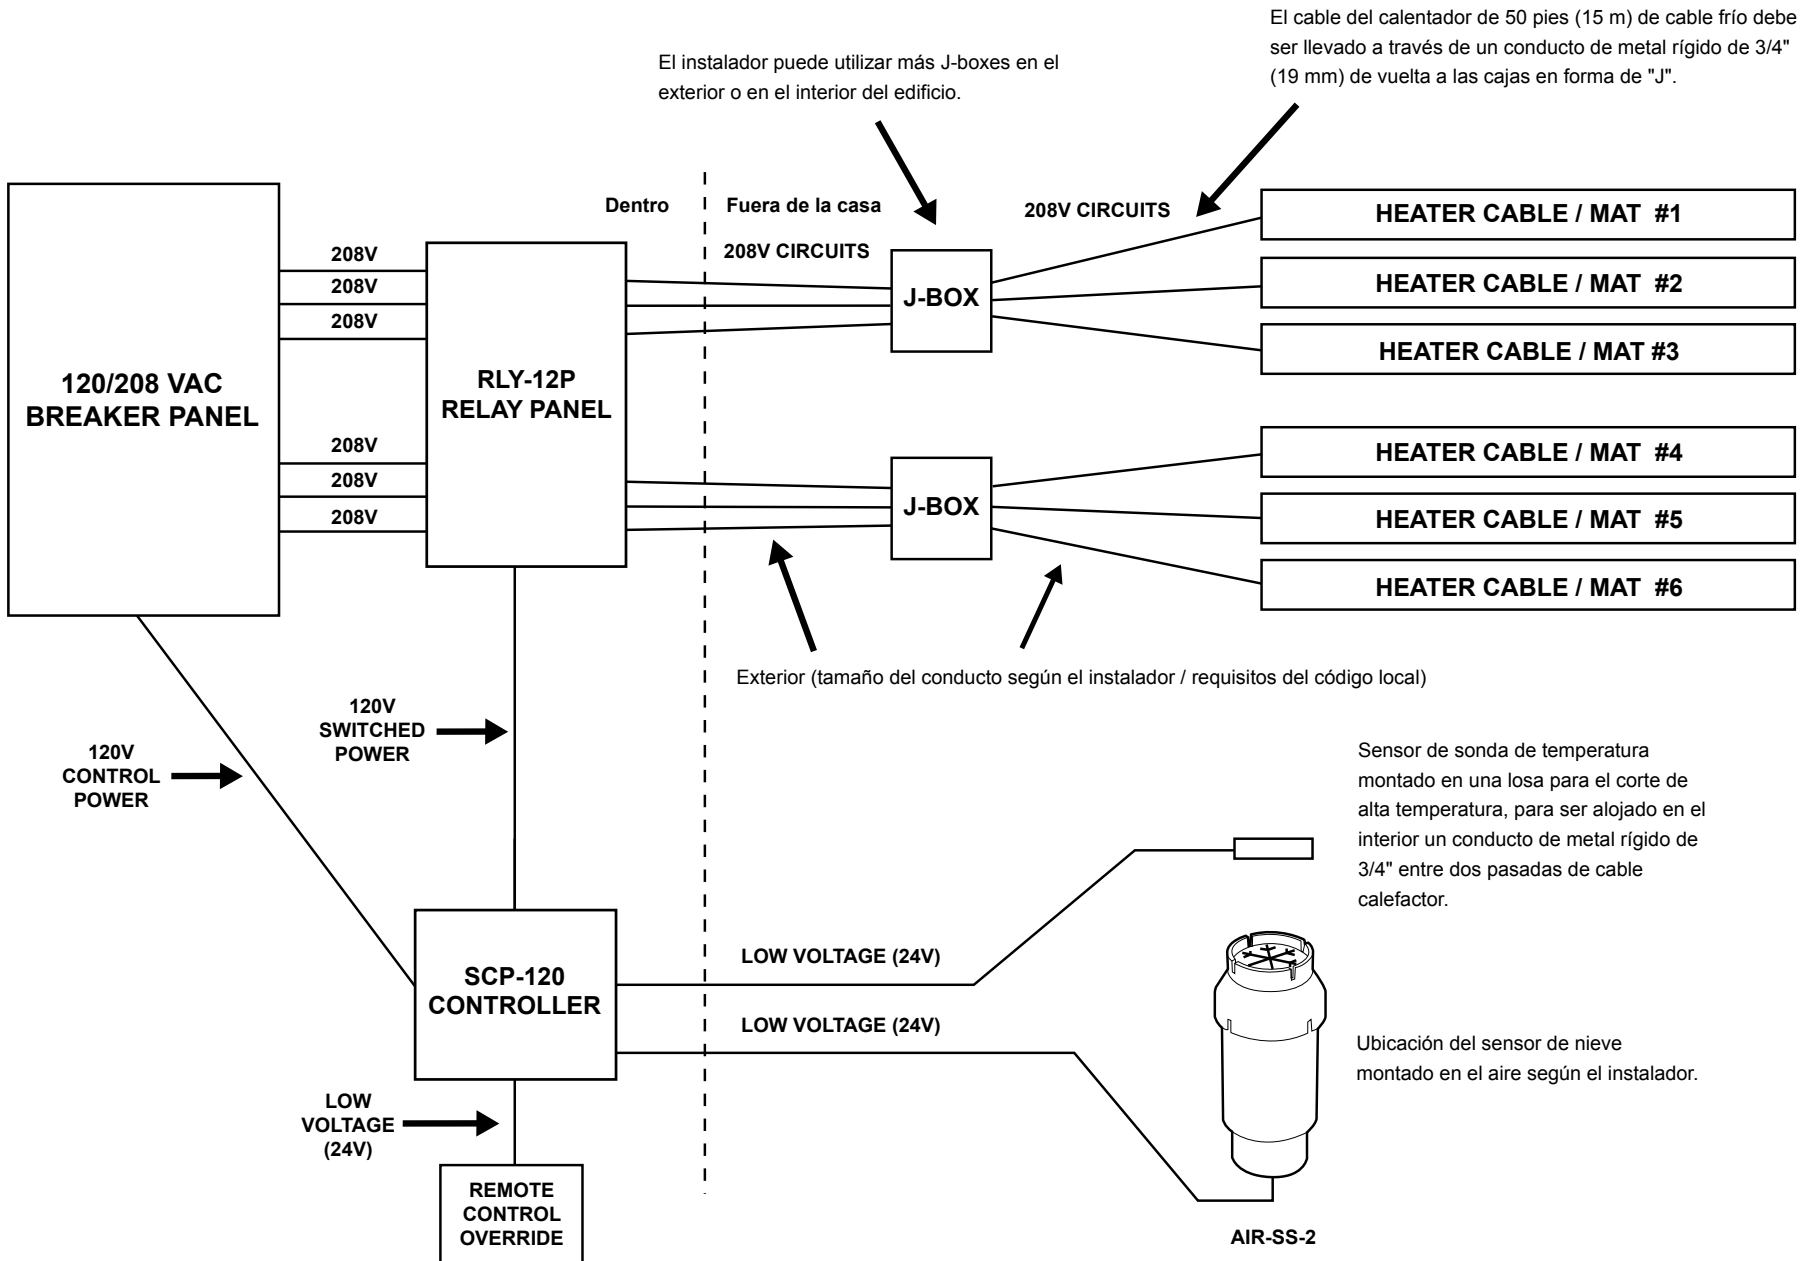 El cable del calentador de 50 pies (15 m) de cable frío debe
ser llevado a través de un conducto de metal rígido de 3/4"
(19 mm) de vuelta a las cajas en forma de "J".
El instalador puede utilizar más J-boxes en el
exterior o en el interior del edificio.
Dentro
Fuera de la casa
208V CIRCUITS
208V CIRCUITS
HEATER CABLE / MAT #1
HEATER CABLE / MAT #2
HEATER CABLE / MAT #3
208V
208V
208V
J-BOX
120/208 VAC
BREAKER PANEL
RLY-12P
RELAY PANEL
208V
208V
208V
J-BOX
HEATER CABLE / MAT #4
HEATER CABLE / MAT #5
HEATER CABLE / MAT #6
Exterior (tamaño del conducto según el instalador / requisitos del código local)
120V
SWITCHED
POWER
120V
CONTROL
POWER
Sensor de sonda de temperatura
montado en una losa para el corte de
alta temperatura, para ser alojado en el
interior un conducto de metal rígido de
3/4" entre dos pasadas de cable
calefactor.
SCP-120
CONTROLLER
LOW VOLTAGE (24V)
LOW VOLTAGE (24V)
Ubicación del sensor de nieve
montado en el aire según el instalador.
LOW
VOLTAGE
(24V)
REMOTE
CONTROL
OVERRIDE
AIR-SS-2